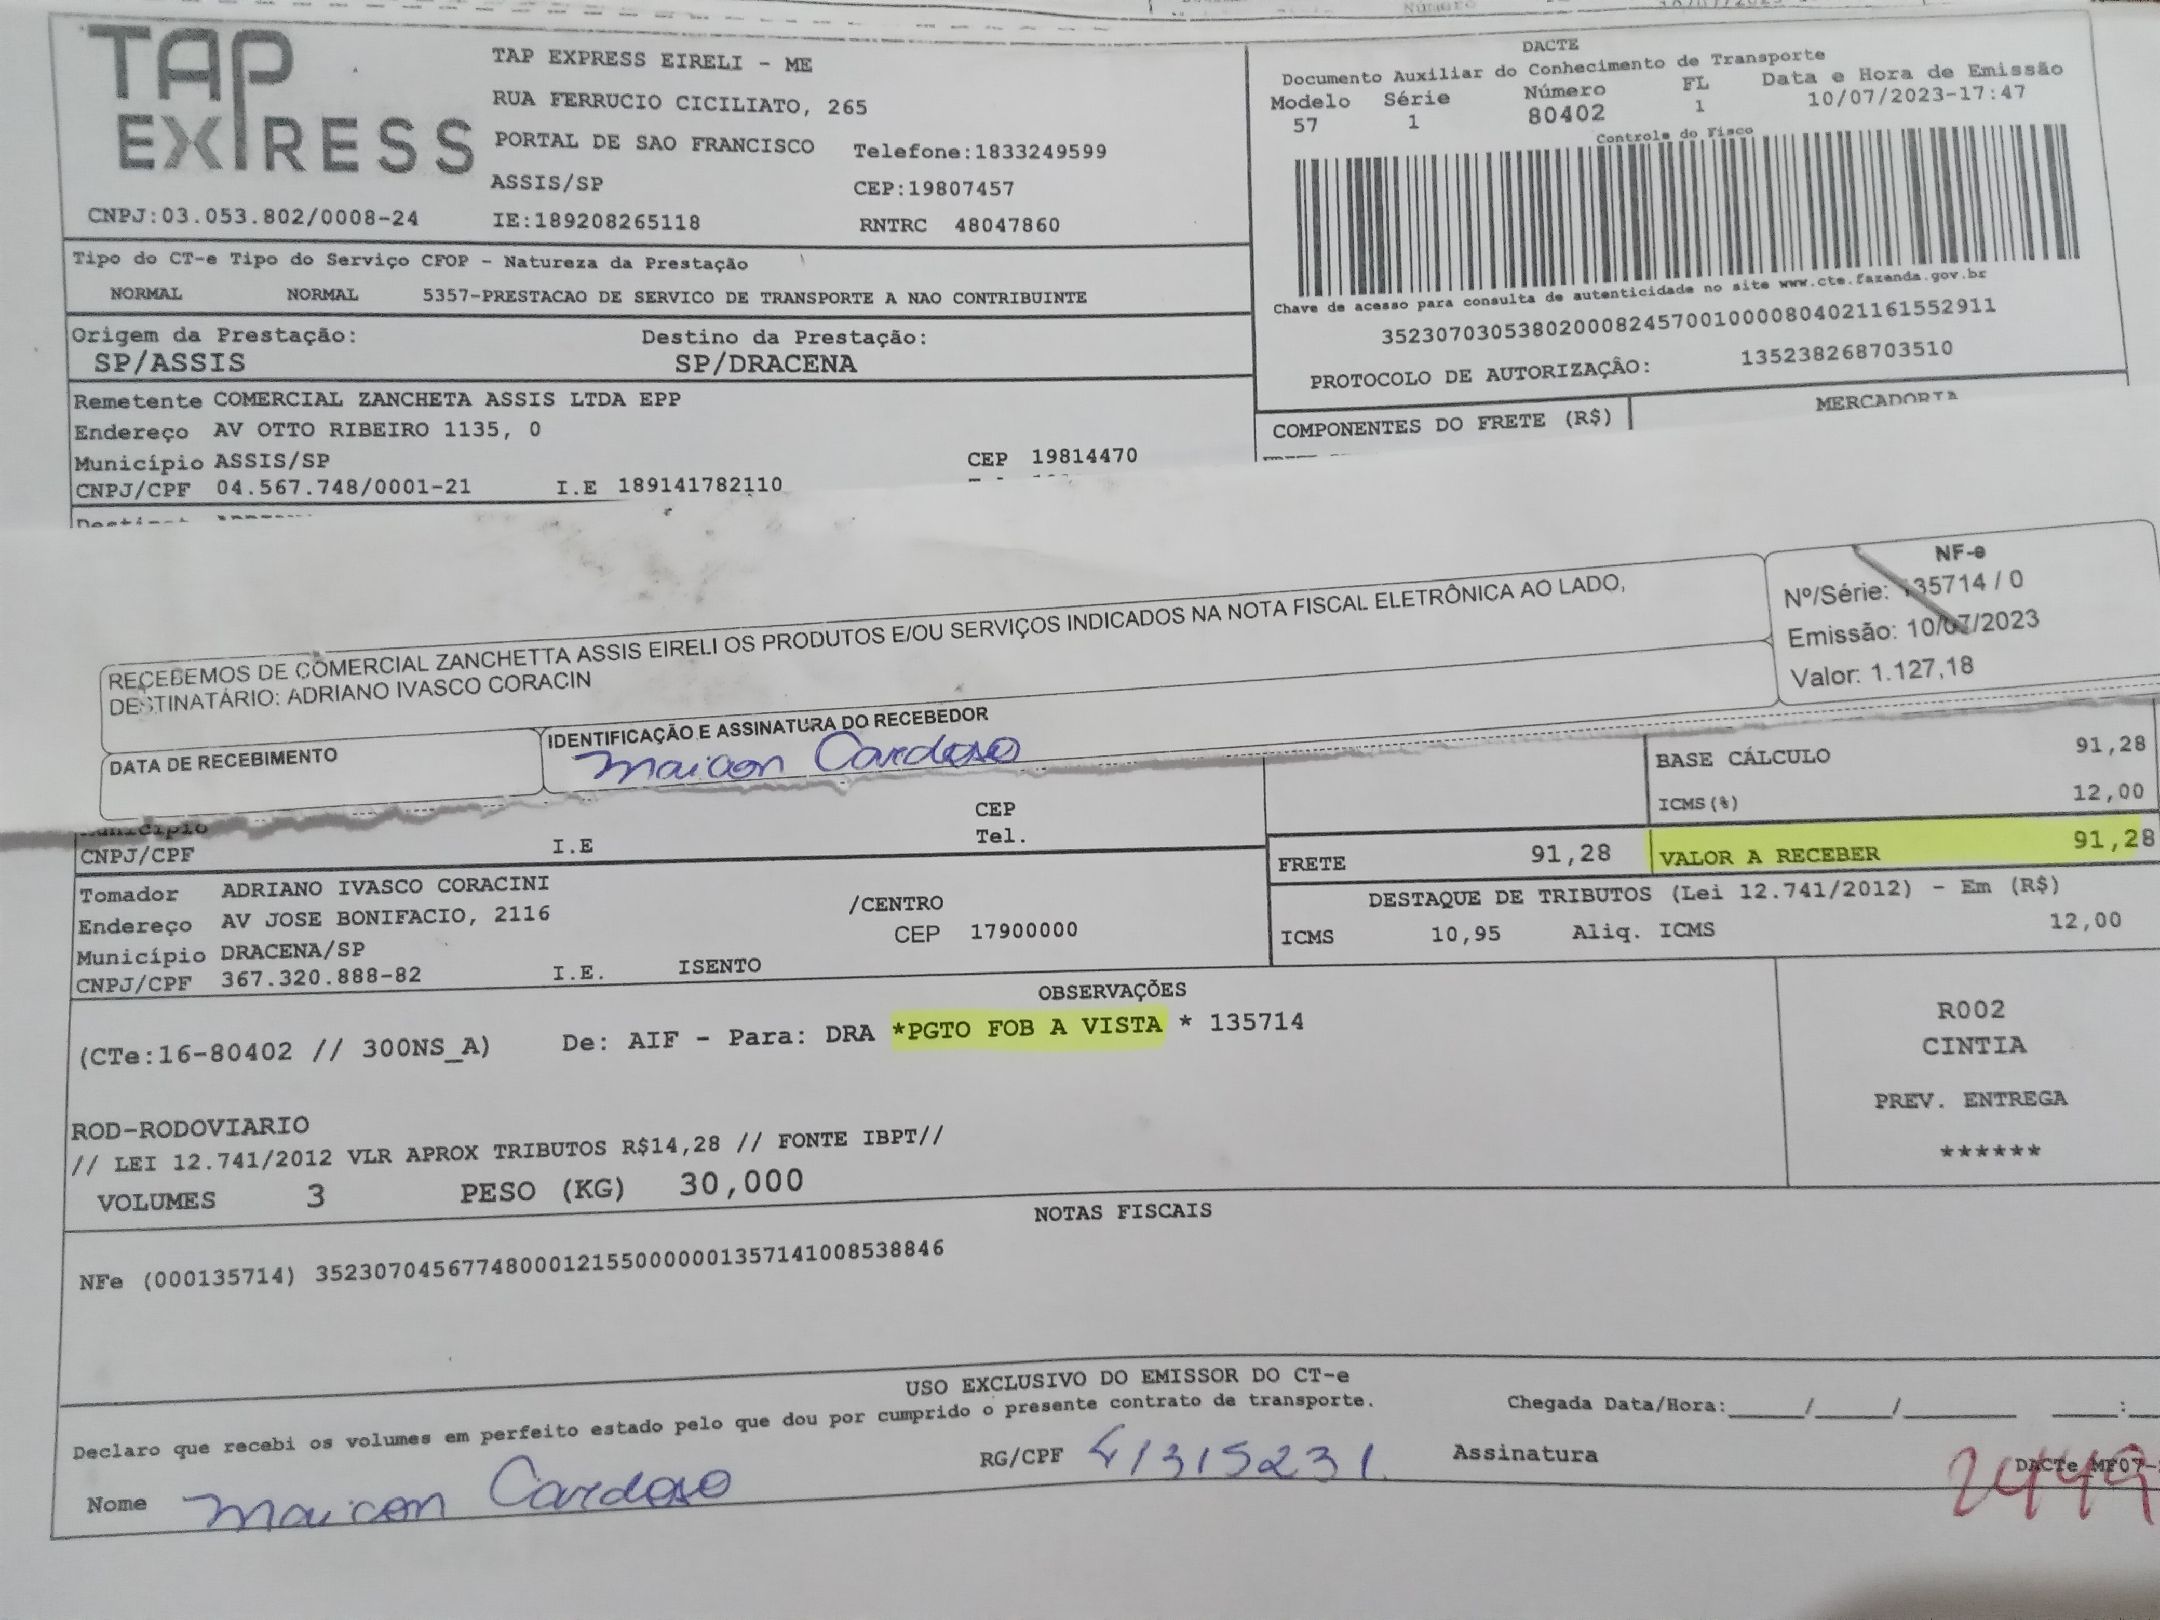 TAP
EXPRESS
TAP EXPRESS EIRELI - ME
RUA FERRUCIO CICILIATO, 265
PORTAL DE SAO FRANCISCO Telefone:1833249599
ASSIS/SP CEP:19807457
CNPJ:03.053.802/0008-24 IE:189208265118 RNTRC 48047860
Número
DACTE
Documento Auxiliar do Conhecimento de Transporte
Modelo Série Número FL Data e Hora de Emissão
57 1 80402 1 10/07/2023-17:47
Controle do Fisco
Chave de acesso para consulta de autenticidade no site www.cte.fazenda.gov.br
35230703053802000824570010000804021161552911
PROTOCOLO DE AUTORIZAÇÂO: 135238268703510
Tipo do CT-e Tipo do Serviço CFOP - Natureza da Prestação
NORMAL NORMAL 5357-PRESTACAO DE SERVICO DE TRANSPORTE A NAO CONTRIBUINTE
Origem da Prestação: Destino da Prestação:
SP/ASSIS SP/DRACENA
Remetente COMERCIAL ZANCHETA ASSIS LTDA EPP
Endereço AV OTTO RIBEIRO 1135, 0
Município ASSIS/SP CEP 19814470
CNPJ/CPF 04.567.748/0001-21 I.E 189141782110
COMPONENTES DO FRETE (R$) MERCADORIA
RECEBEMOS DE COMERCIAL ZANCHETTA ASSIS EIRELI OS PRODUTOS E/OU SERVIÇOS INDICADOS NA NOTA FISCAL ELETRÔNICA AO LADO,
DESTINATÁRIO: ADRIANO IVASCO CORACIN
NF-e
Nº/Série: 135714 / 0
Emissão: 10/07/2023
Valor: 1.127,18
DATA DE RECEBIMENTO
IDENTIFICAÇÃO E ASSINATURA DO RECEBEDOR
Maicon Cardoso
Município CEP
CNPJ/CPF I.E Tel.
BASE CÁLCULO 91,28
ICMS(%) 12,00
FRETE 91,28 VALOR A RECEBER 91,28
DESTAQUE DE TRIBUTOS (Lei 12.741/2012) - Em (R$)
ICMS 10,95 Aliq. ICMS 12,00
Tomador ADRIANO IVASCO CORACINI
Endereço AV JOSE BONIFACIO, 2116 /CENTRO
Município DRACENA/SP CEP 17900000
CNPJ/CPF 367.320.888-82 I.E. ISENTO
OBSERVAÇÕES
(CTe:16-80402 // 300NS_A) De: AIF - Para: DRA *PGTO FOB A VISTA * 135714
R002
CINTIA
PREV. ENTREGA
******
ROD-RODOVIARIO
// LEI 12.741/2012 VLR APROX TRIBUTOS R$14,28 // FONTE IBPT//
VOLUMES 3 PESO (KG) 30,000
NOTAS FISCAIS
NFe (000135714) 35230704567748000121550000001357141008538846
USO EXCLUSIVO DO EMISSOR DO CT-e
Declaro que recebi os volumes em perfeito estado pelo que dou por cumprido o presente contrato de transporte.
Chegada Data/Hora:_____/_____/_______ ____:
Nome Maicon Cardoso RG/CPF 41315231 Assinatura
DACTe_MF07-